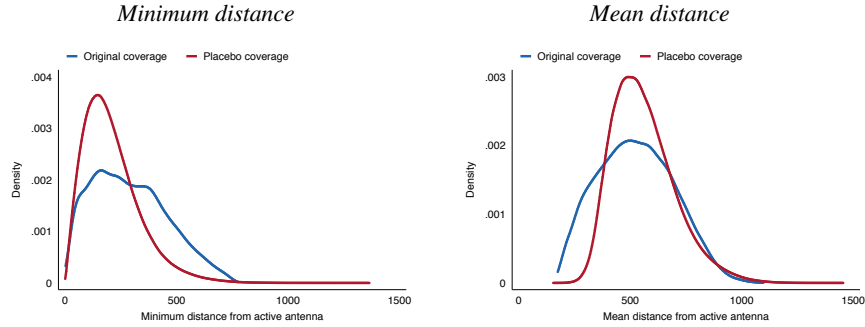 Minimum distance
Original coverage Placebo coverage
.004
.003
.002
.001
0
Density
0 500 1000 1500
Minimum distance from active antenna
Mean distance
Original coverage Placebo coverage
.003
.002
.001
0
Density
0 500 1000 1500
Mean distance from active antenna